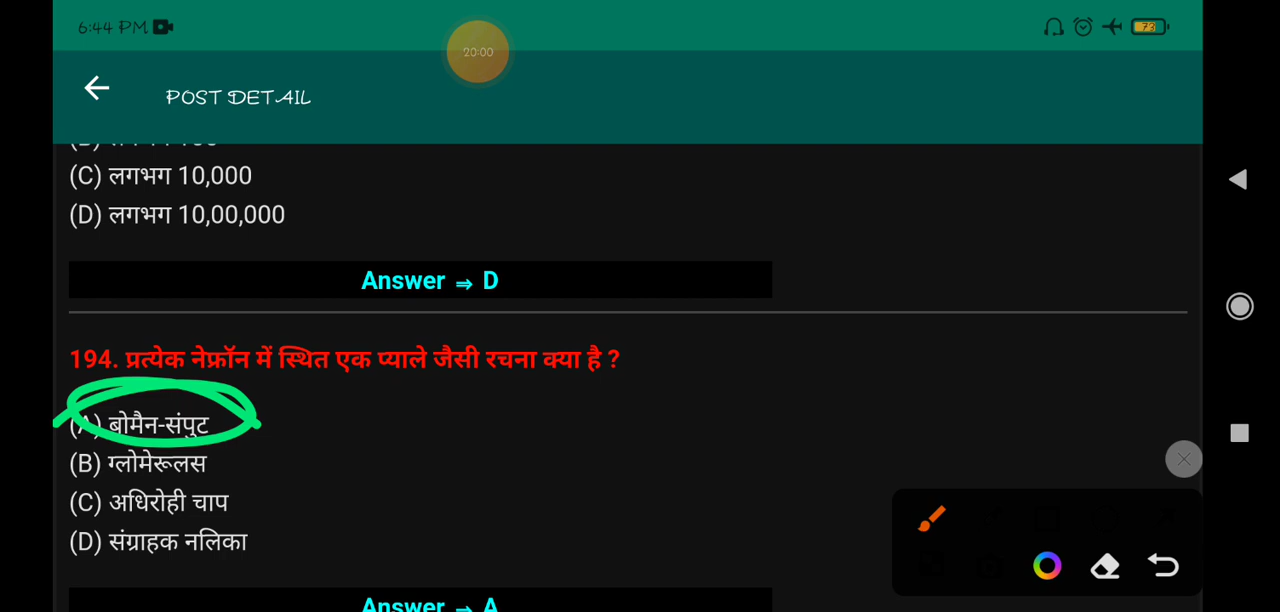 6:44 PM
73
20:00
POST DETAIL
(C) लगभग 10,000
(D) लगभग 10,00,000
Answer ⇒ D
194. प्रत्येक नेफ्रॉन में स्थित एक प्याले जैसी रचना क्या है ?
(A) बोमैन-संपुट
(B) ग्लोमेरूलस
(C) अधिरोही चाप
(D) संग्राहक नलिका
Answer ⇒ A